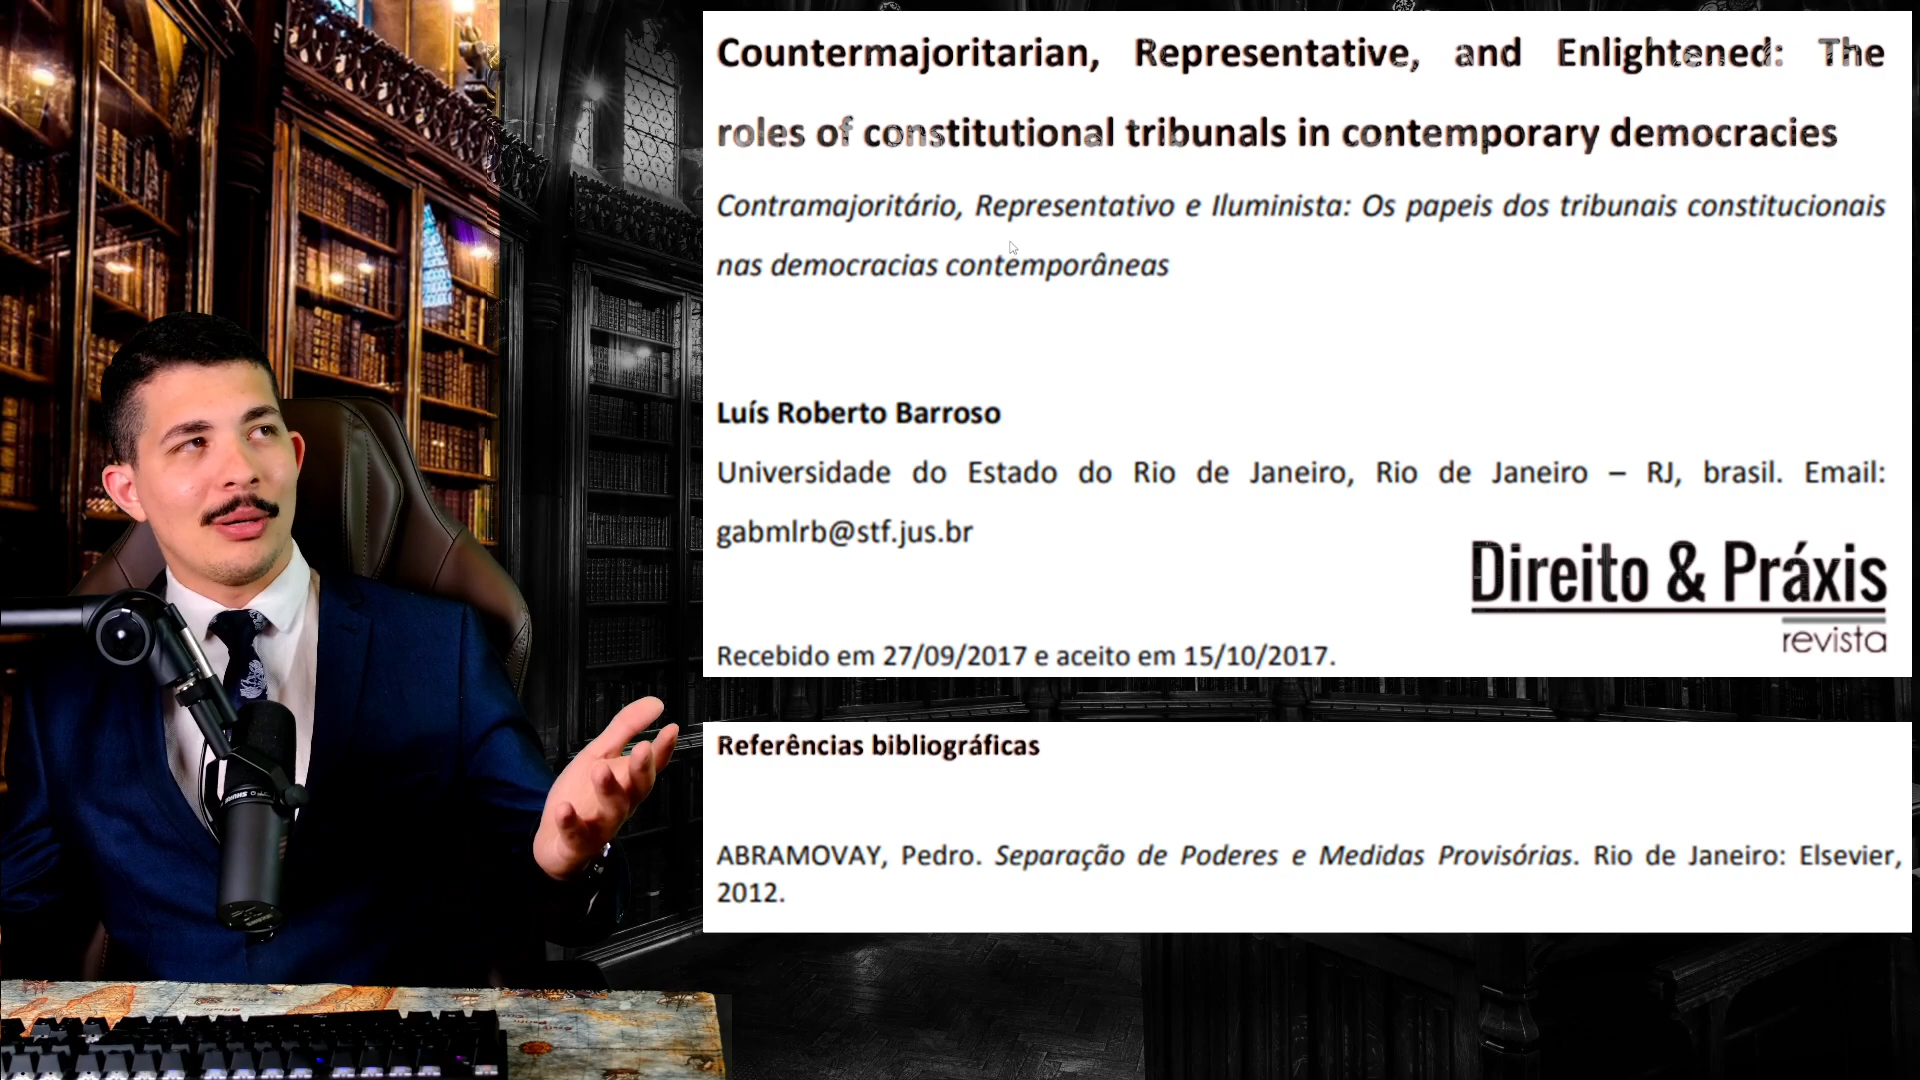 Countermajoritarian, Representative, and Enlightened: The
roles of constitutional tribunals in contemporary democracies
Contramajoritário, Representativo e Iluminista: Os papeis dos tribunais constitucionais
nas democracias contemporâneas
Luís Roberto Barroso
Universidade do Estado do Rio de Janeiro, Rio de Janeiro – RJ, brasil. Email:
gabmlrb@stf.jus.br
Direito & Práxis
revista
Recebido em 27/09/2017 e aceito em 15/10/2017.
Referências bibliográficas
ABRAMOVAY, Pedro. Separação de Poderes e Medidas Provisórias. Rio de Janeiro: Elsevier,
2012.
SHURE